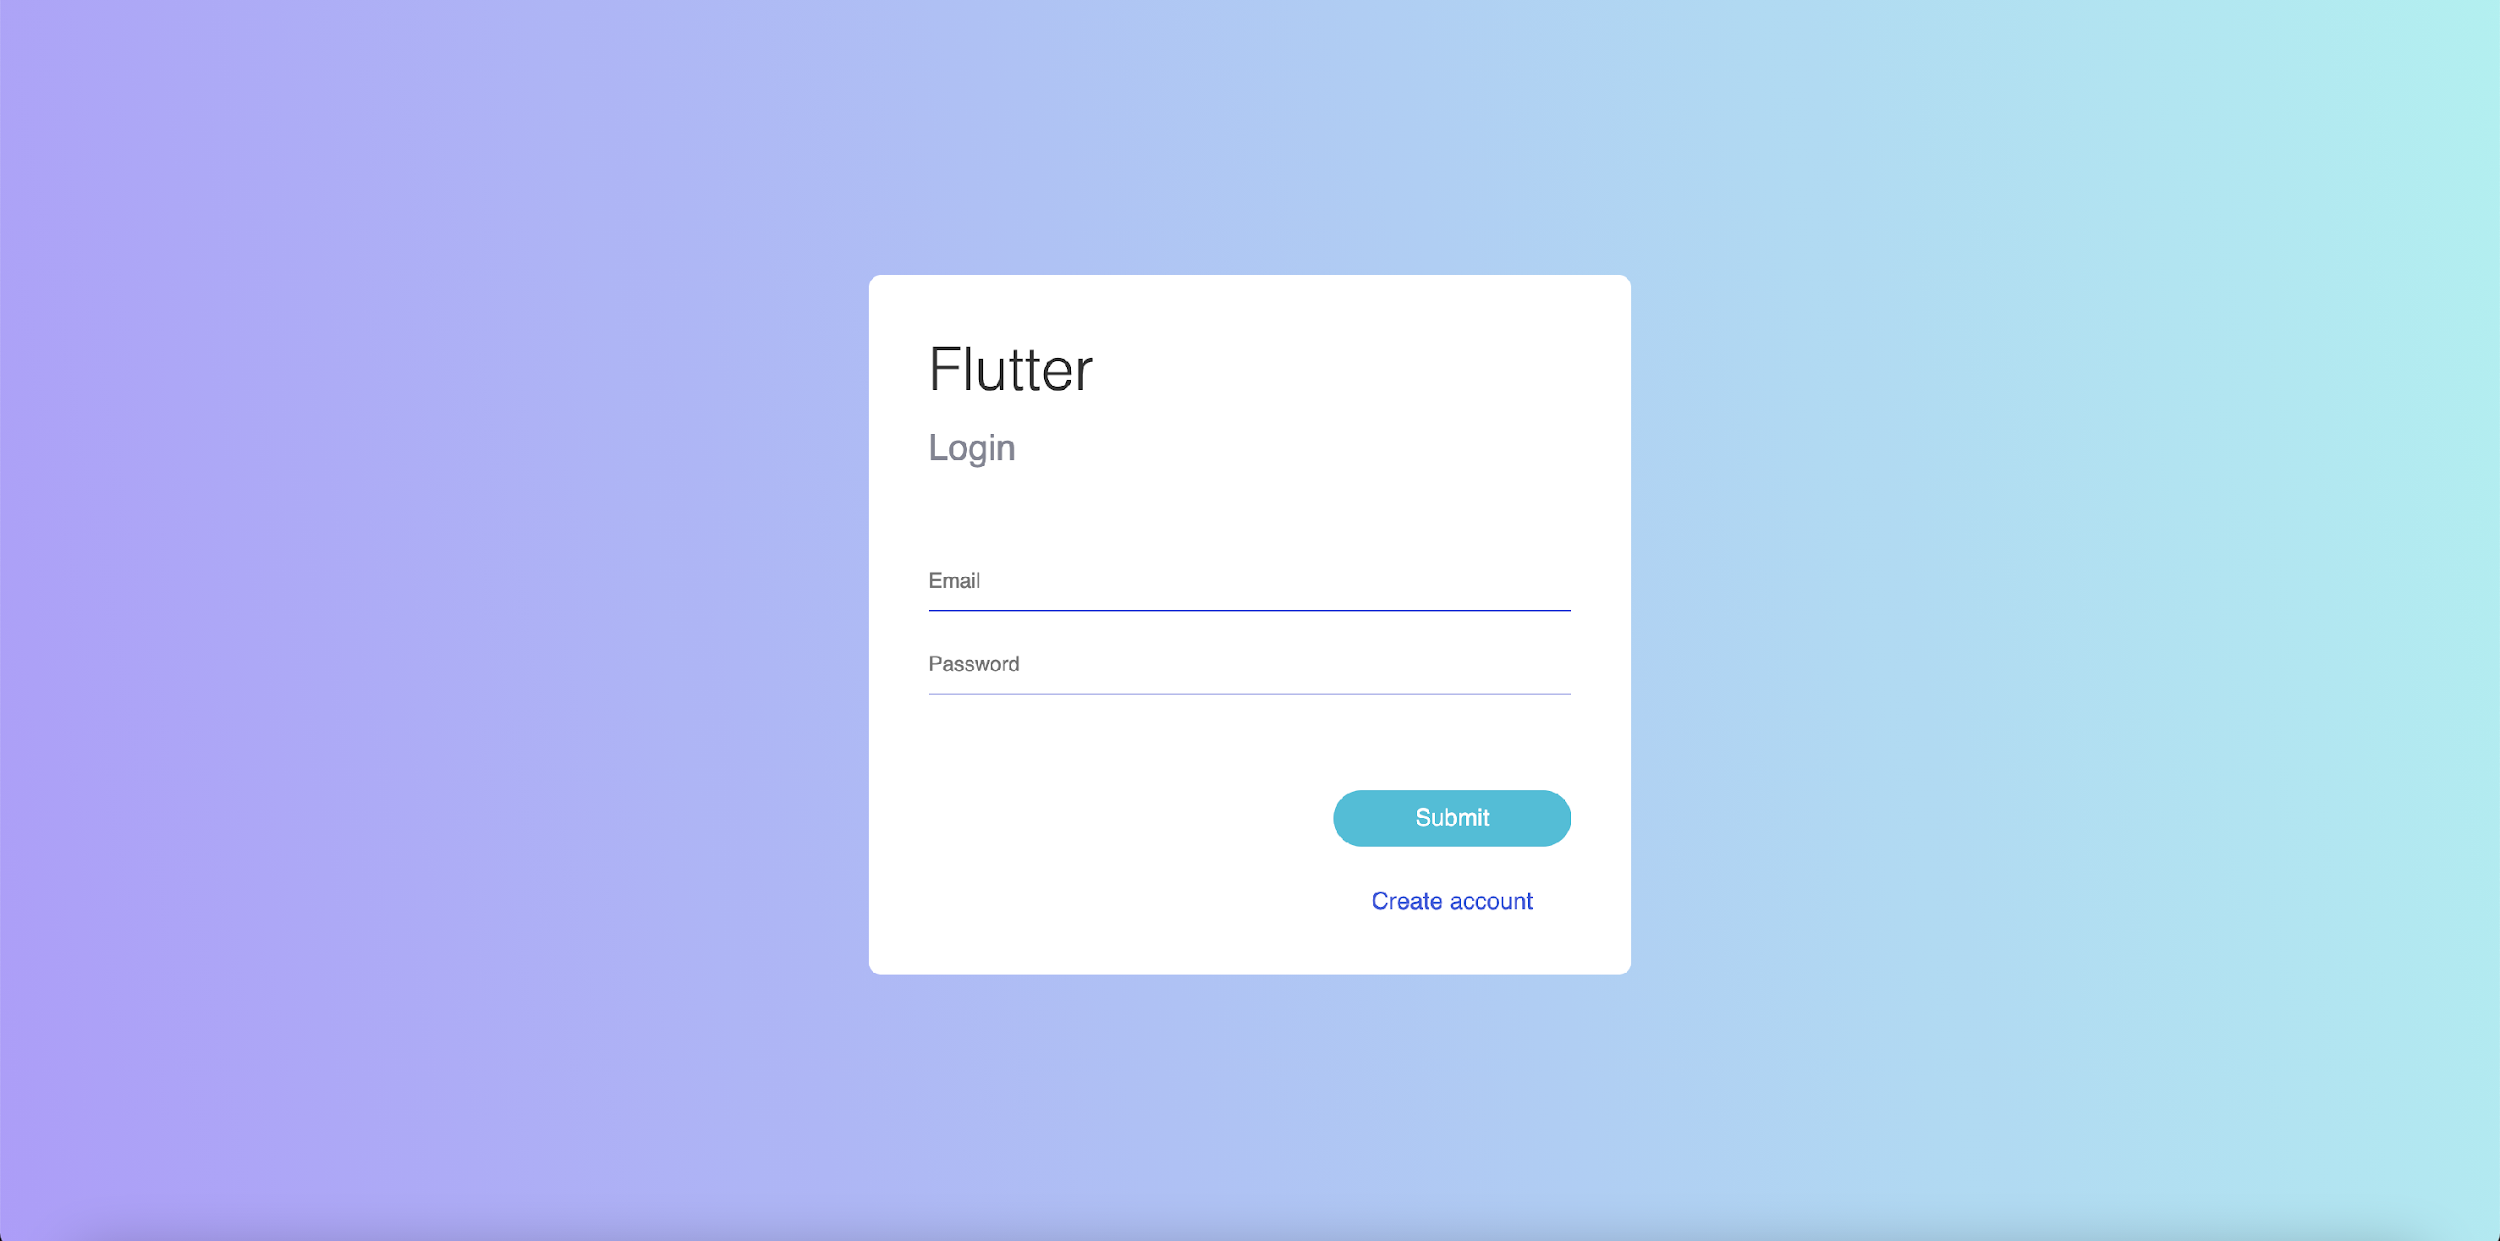 Flutter
Login
Email
Password
Submit
Create account